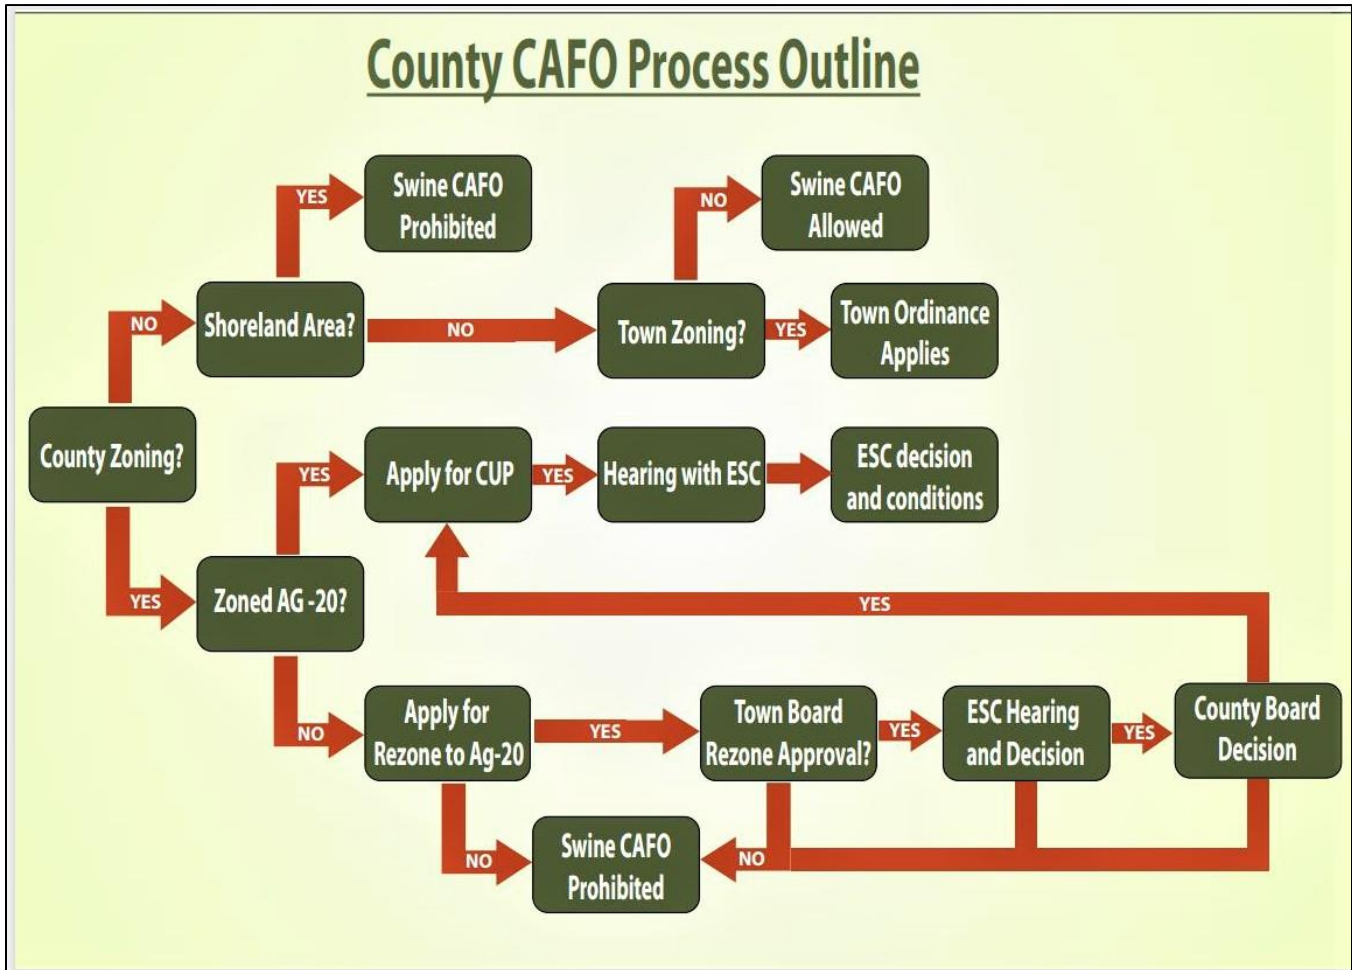 County CAFO Process Outline
Swine CAFO
Prohibited
Swine CAFO
Allowed
YES
NO
Shoreland Area?
NO
NO
Town Zoning?
YES
Town Ordinance
Applies
County Zoning?
YES
Apply for CUP
YES
Hearing with ESC
ESC decision
and conditions
YES
Zoned AG -20?
YES
NO
Apply for
Rezone to Ag-20
YES
Town Board
Rezone Approval?
YES
ESC Hearing
and Decision
YES
County Board
Decision
NO
Swine CAFO
Prohibited
NO